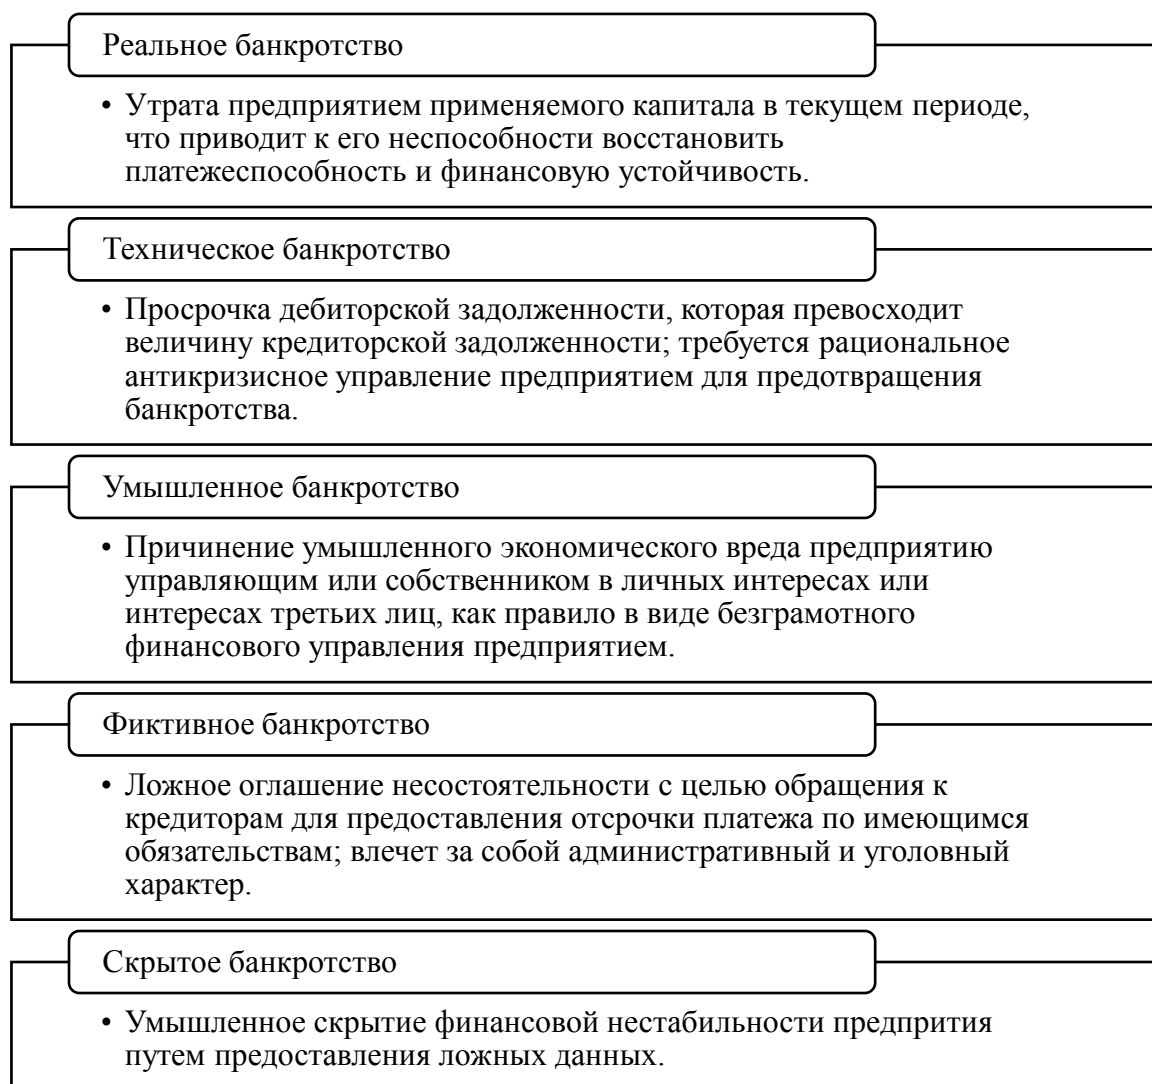 Реальное банкротство
• Утрата предприятием применяемого капитала в текущем периоде,
что приводит к его неспособности восстановить
платежеспособность и финансовую устойчивость.
Техническое банкротство
• Просрочка дебиторской задолженности, которая превосходит
величину кредиторской задолженности; требуется рациональное
антикризисное управление предприятием для предотвращения
банкротства.
Умышленное банкротство
• Причинение умышленного экономического вреда предприятию
управляющим или собственником в личных интересах или
интересах третьих лиц, как правило в виде безграмотного
финансового управления предприятием.
Фиктивное банкротство
• Ложное оглашение несостоятельности с целью обращения к
кредиторам для предоставления отсрочки платежа по имеющимся
обязательствам; влечет за собой административный и уголовный
характер.
Скрытое банкротство
• Умышленное скрытие финансовой нестабильности предпрития
путем предоставления ложных данных.